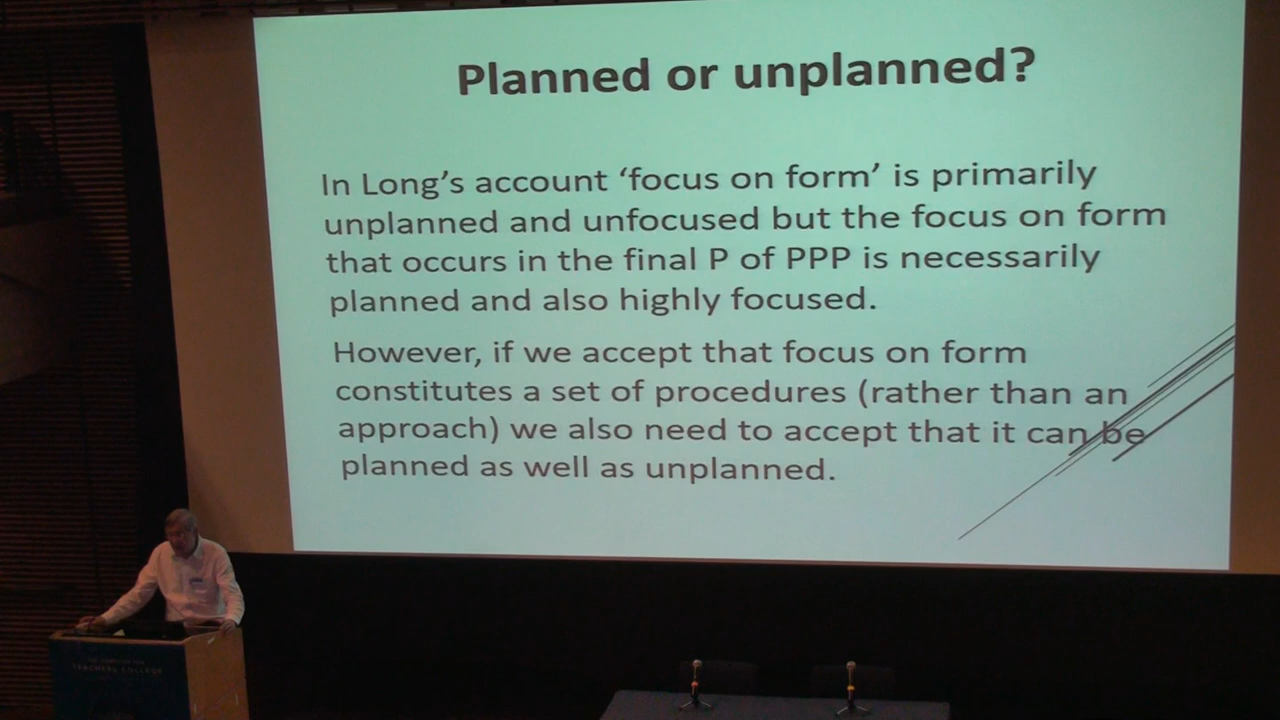 Planned or unplanned?
In Long's account ‘focus on form’ is primarily
unplanned and unfocused but the focus on form
that occurs in the final P of PPP is necessarily
planned and also highly focused.
However, if we accept that focus on form
constitutes a set of procedures (rather than an
approach) we also need to accept that it can be
planned as well as unplanned.
TEACHERS COLLEGE